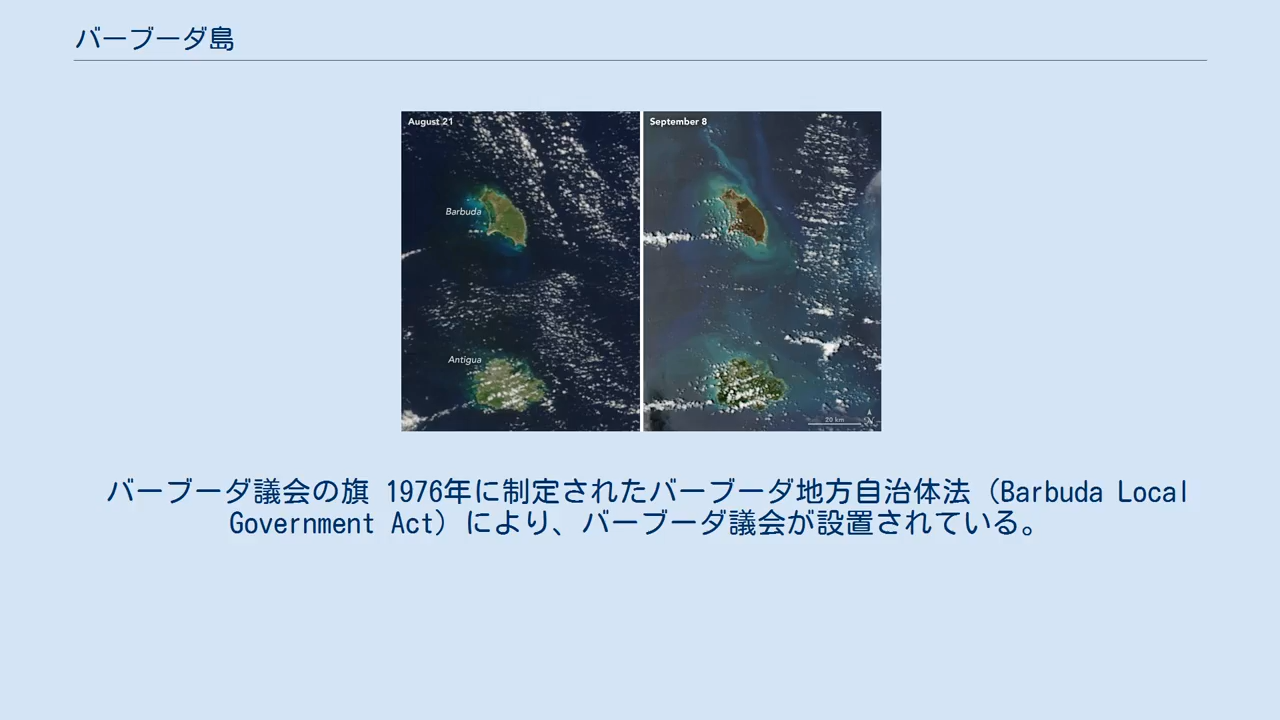 バーブーダ島
August 21
September 8
Barbuda
Antigua
20 km
N
バーブーダ議会の旗 1976年に制定されたバーブーダ地方自治体法（Barbuda Local
Government Act）により、バーブーダ議会が設置されている。